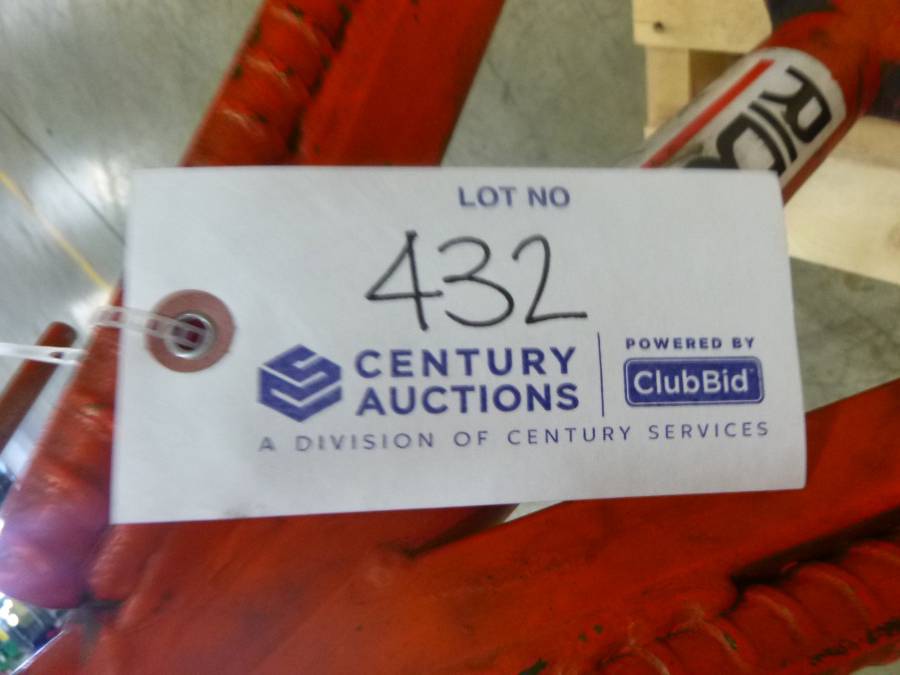 LOT NO
432
CENTURY
AUCTIONS
POWERED BY
ClubBid
A DIVISION OF CENTURY SERVICES